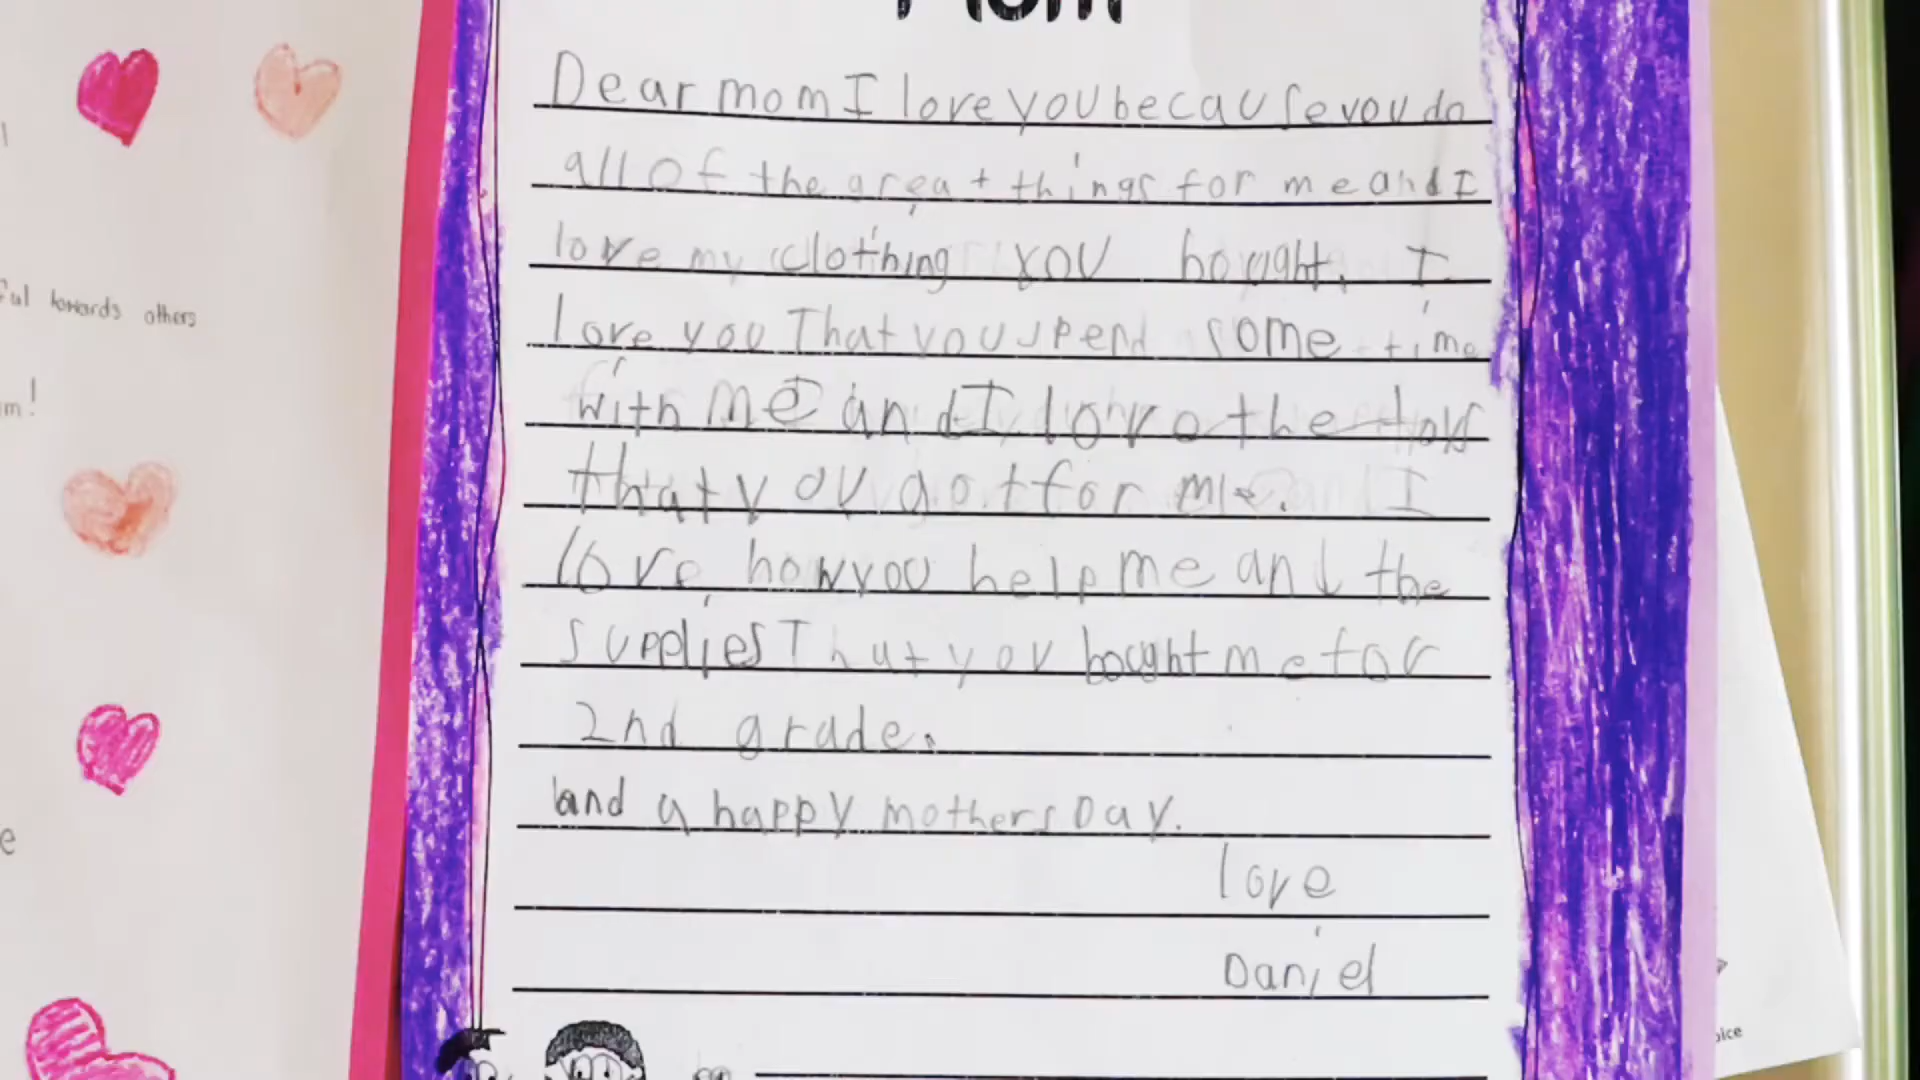 Mom
Dear mom I love you because you do
all of the great things for me and I
love my clothing you bought. I
love you That you spend some time
with me and I love the toys
that you got for me. I
love how you help me and the
supplies That you bought me for
2nd grade.
and a happy mothers Day.
love
Daniel
ful towards others
m!
e
oice